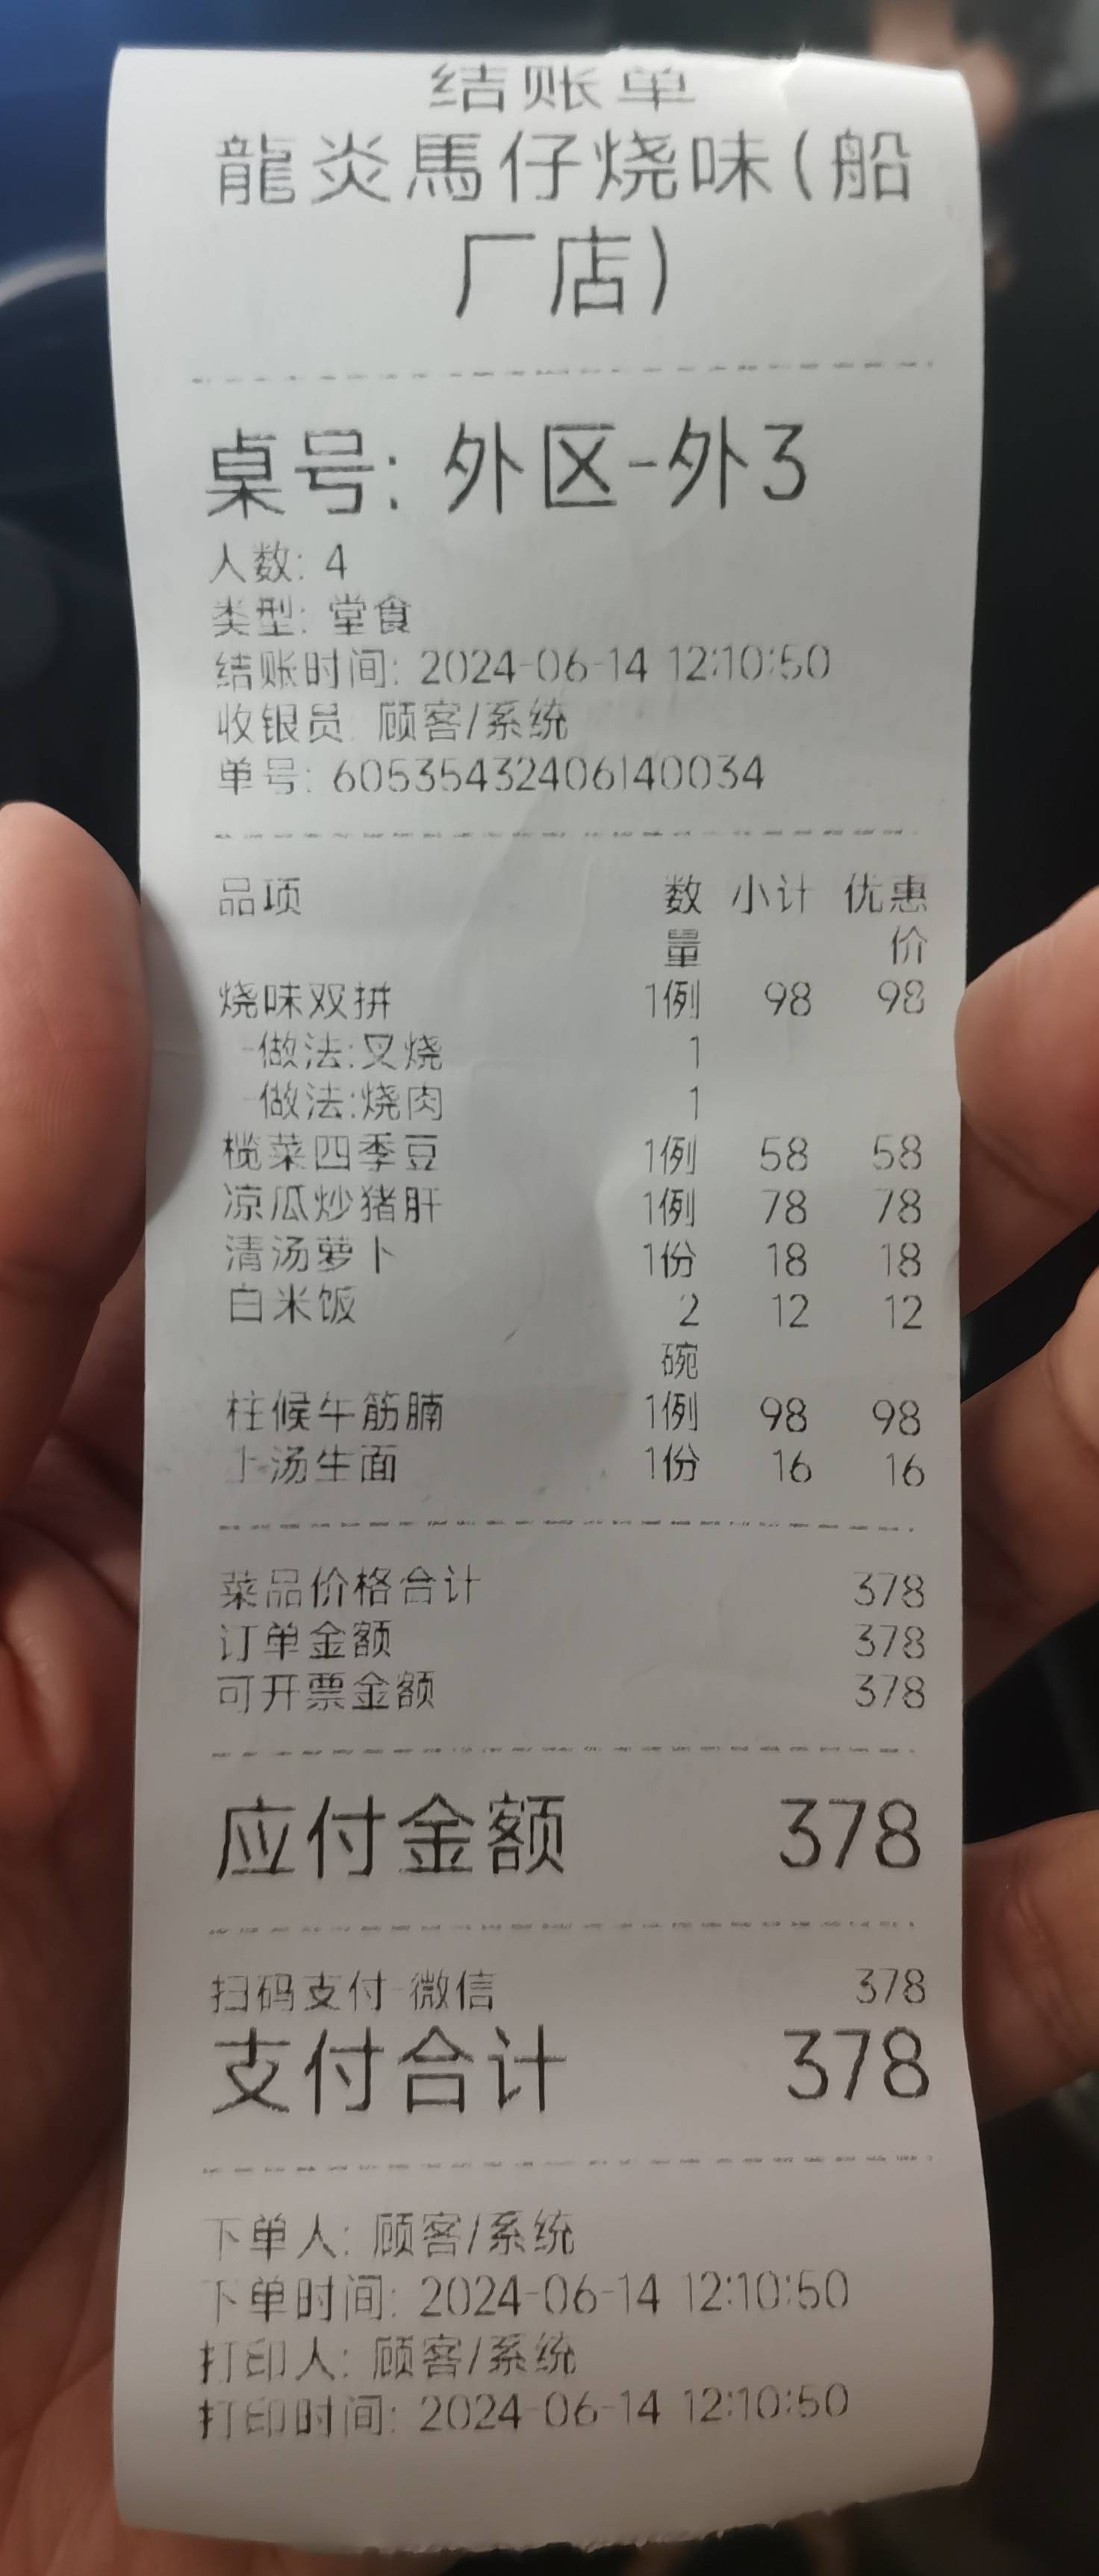 结账单
龍炎馬仔烧味(船
厂店)
桌号: 外区-外3
人数: 4
类型: 堂食
结账时间: 2024-06-14 12:10:50
收银员: 顾客/系统
单号: 60535432406140034
品项 数 小计 优惠
量 价
烧味双拼 1例 98 98
-做法:叉烧 1
-做法:烧肉 1
榄菜四季豆 1例 58 58
凉瓜炒猪肝 1例 78 78
清汤萝卜 1份 18 18
白米饭 2 12 12
碗
柱候牛筋腩 1例 98 98
上汤生面 1份 16 16
菜品价格合计 378
订单金额 378
可开票金额 378
应付金额 378
扫码支付-微信 378
支付合计 378
下单人: 顾客/系统
下单时间: 2024-06-14 12:10:50
打印人: 顾客/系统
打印时间: 2024-06-14 12:10:50